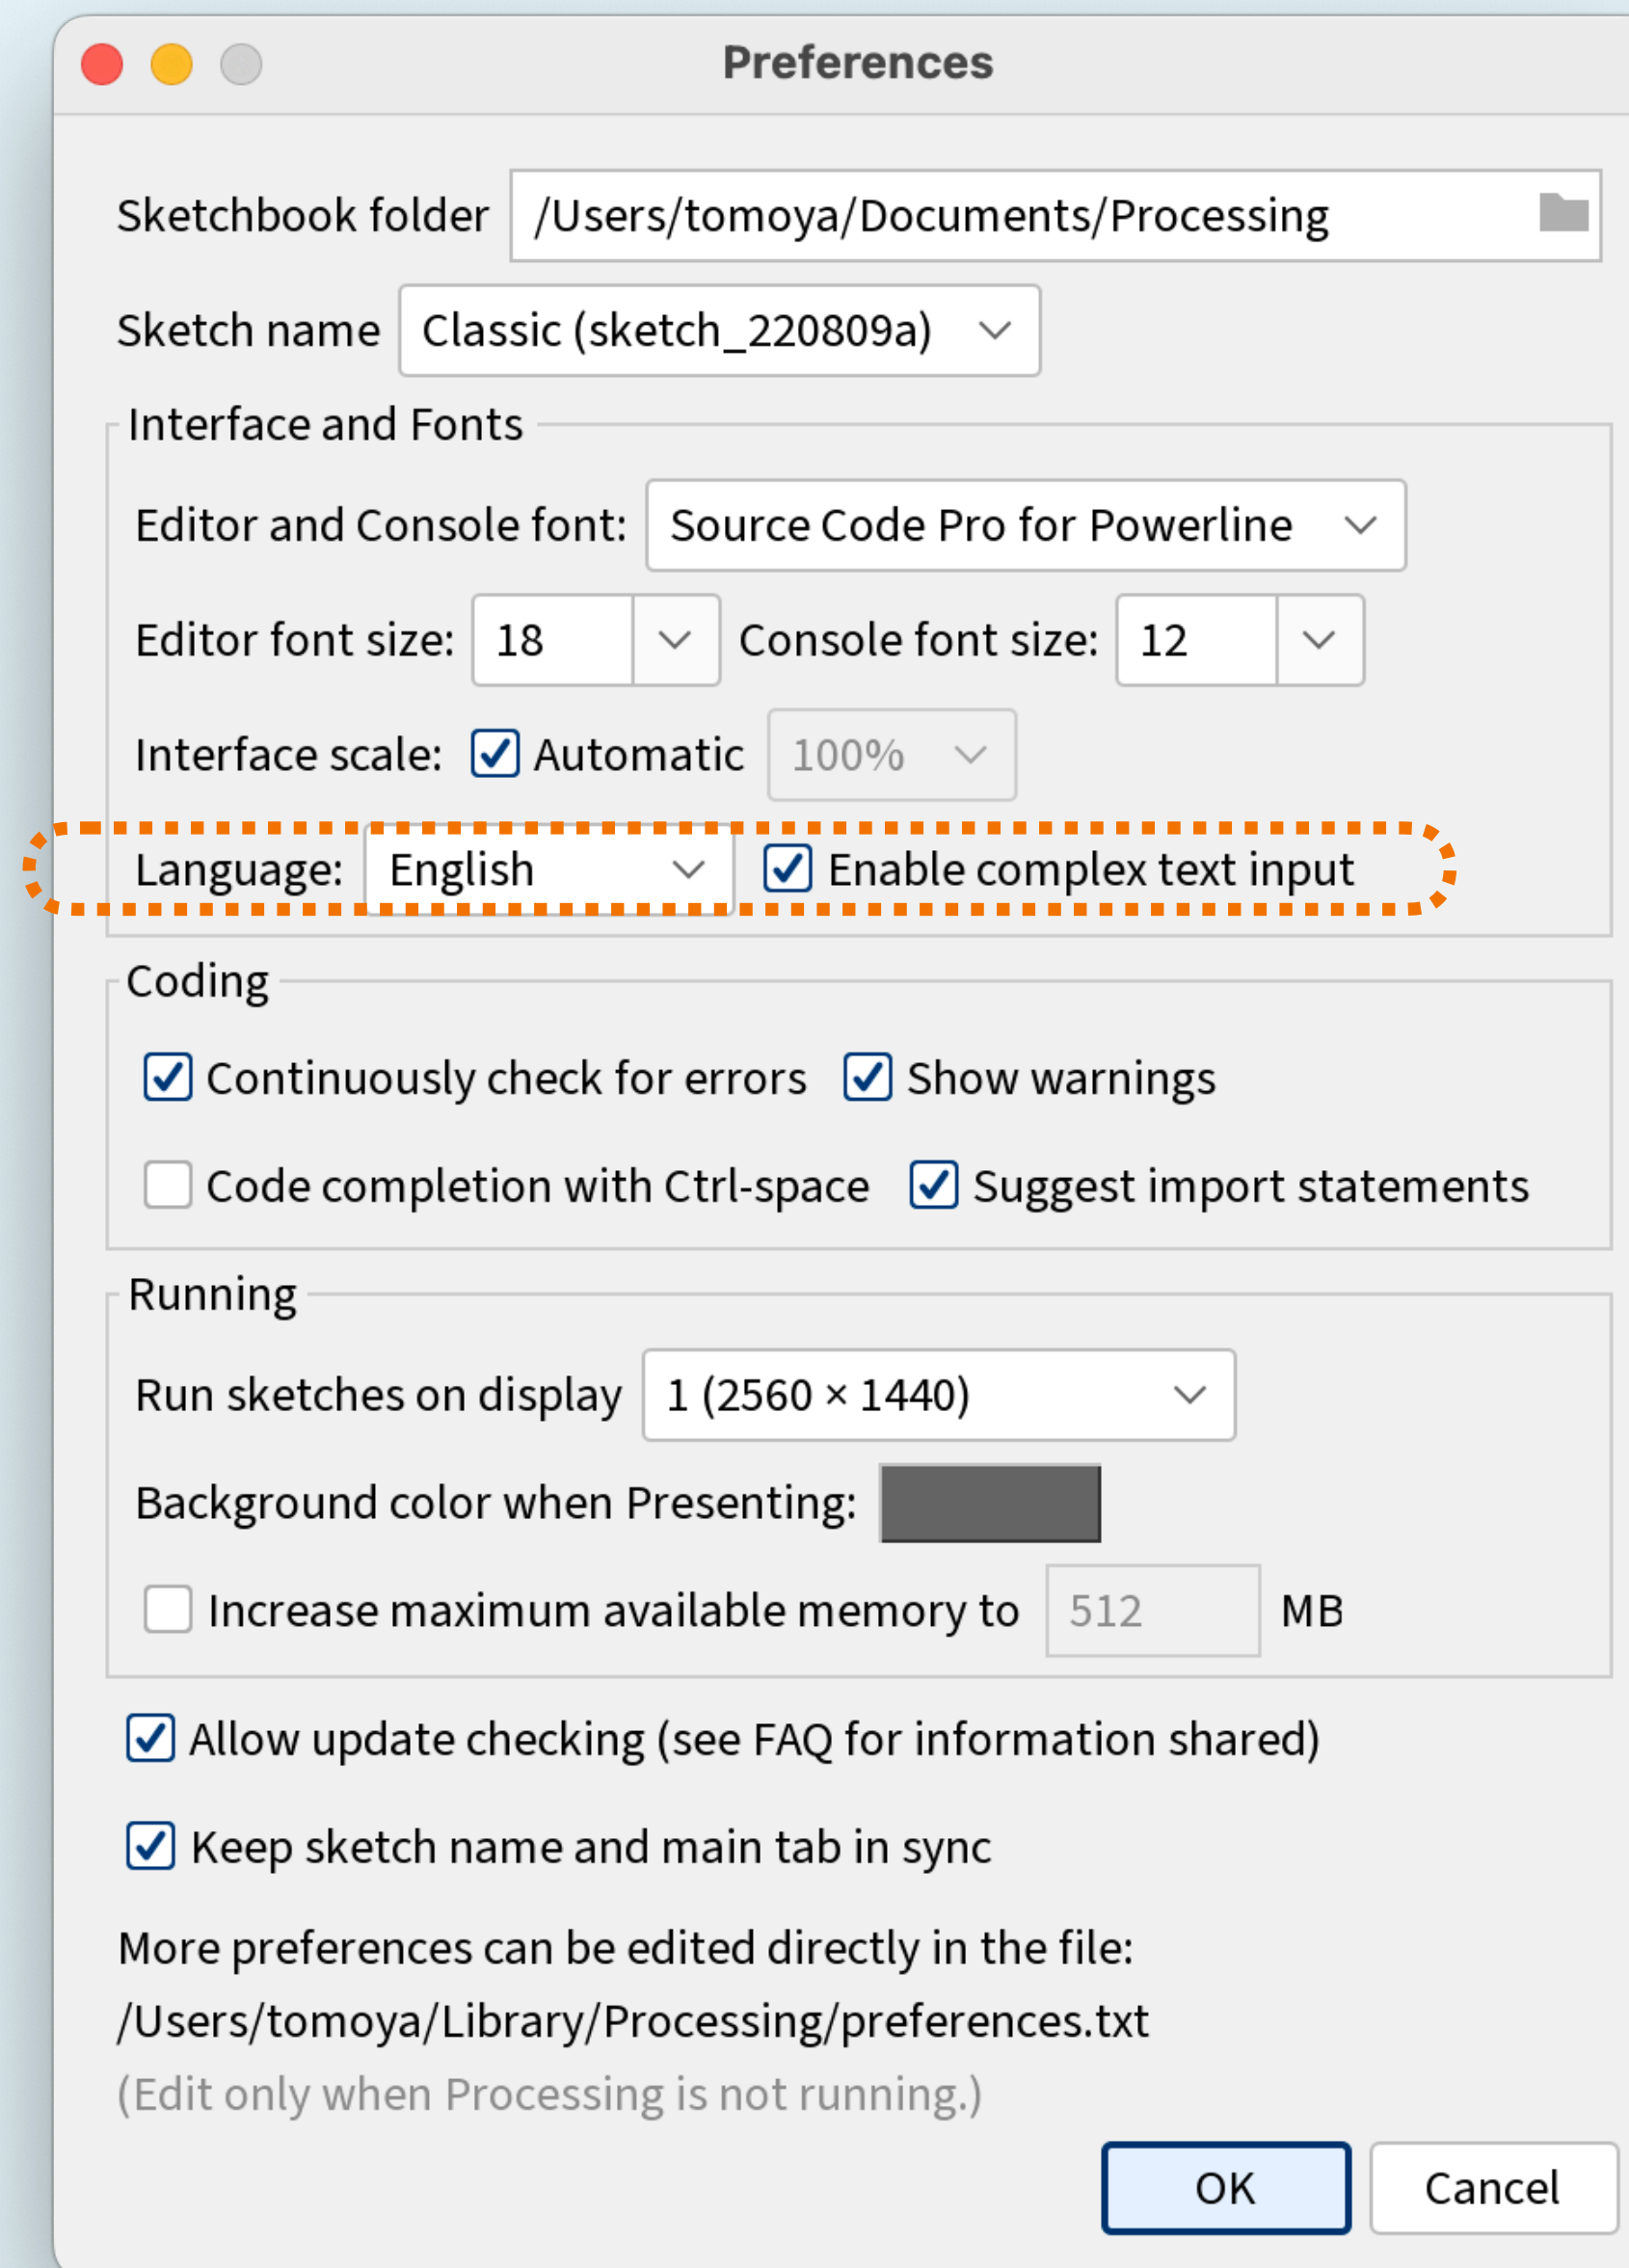 Preferences
Sketchbook folder /Users/tomoya/Documents/Processing
Sketch name Classic (sketch_220809a)
Interface and Fonts
Editor and Console font: Source Code Pro for Powerline
Editor font size: 18 Console font size: 12
Interface scale: Automatic 100%
Language: English Enable complex text input
Coding
Continuously check for errors Show warnings
Code completion with Ctrl-space Suggest import statements
Running
Run sketches on display 1 (2560 × 1440)
Background color when Presenting:
Increase maximum available memory to 512 MB
Allow update checking (see FAQ for information shared)
Keep sketch name and main tab in sync
More preferences can be edited directly in the file:
/Users/tomoya/Library/Processing/preferences.txt
(Edit only when Processing is not running.)
OK Cancel